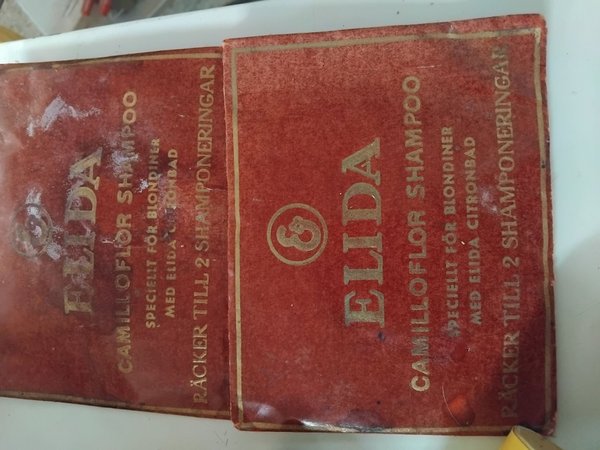 ELIDA
CAMILLOFLOR SHAMPOO
SPECIELLT FÖR BLONDINER
MED ELIDA CITRONBAD
RÄCKER TILL 2 SHAMPONERINGAR
ELIDA
CAMILLOFLOR SHAMPOO
SPECIELLT FÖR BLONDINER
MED ELIDA CITRONBAD
RÄCKER TILL 2 SHAMPONERINGAR